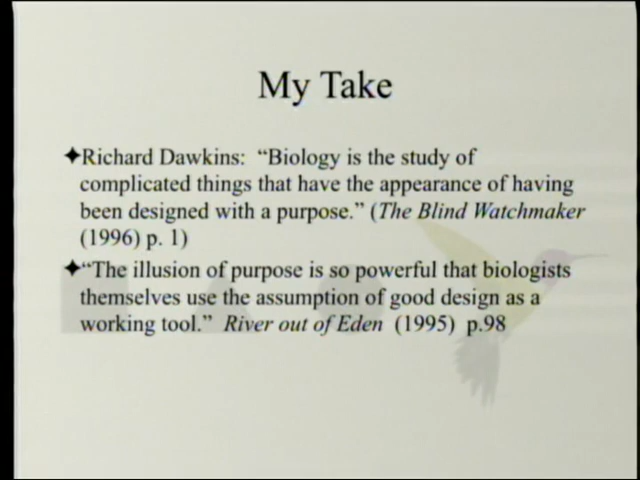 My Take
✦Richard Dawkins: “Biology is the study of
complicated things that have the appearance of having
been designed with a purpose.” (The Blind Watchmaker
(1996) p. 1)
✦“The illusion of purpose is so powerful that biologists
themselves use the assumption of good design as a
working tool.” River out of Eden (1995) p.98